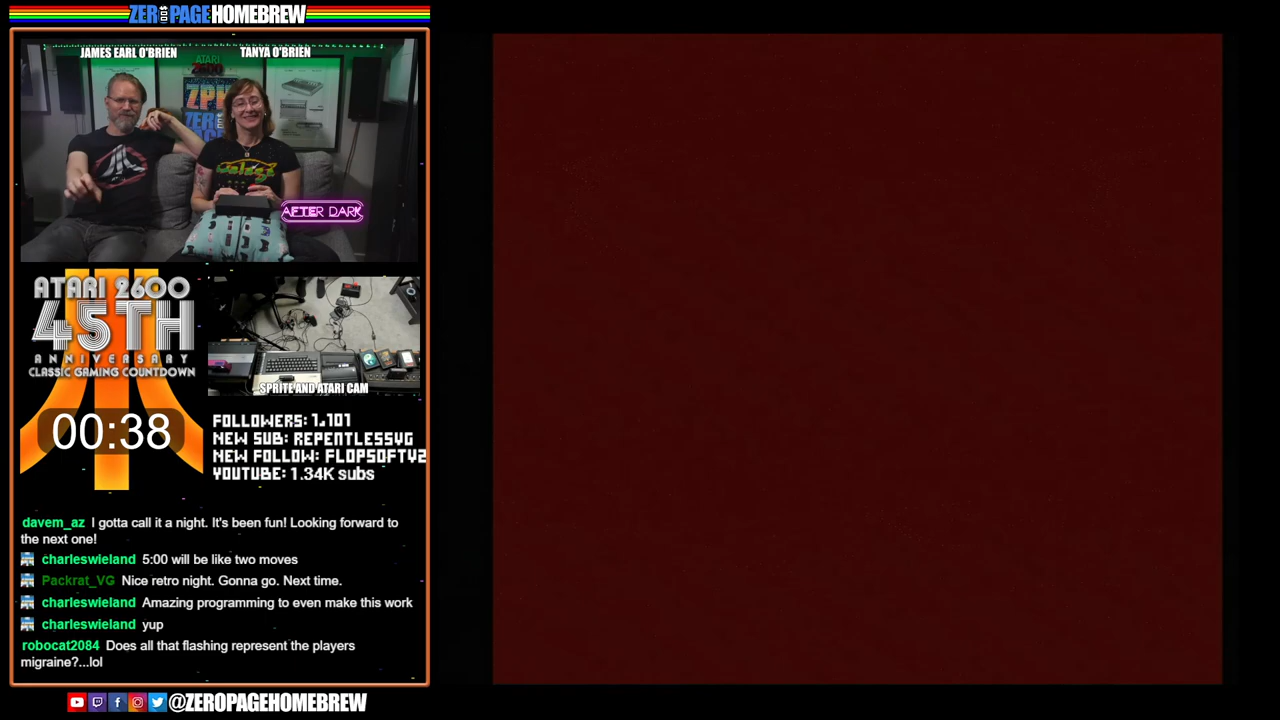 ZERO PAGE HOMEBREW
JAMES EARL O'BRIEN
TANYA O'BRIEN
ATARI
2600
ZPH
ZERO
AFTER DARK
ATARI 2600
45TH
ANNIVERSARY
CLASSIC GAMING COUNTDOWN
00:38
SPRITE AND ATARI CAM
FOLLOWERS: 1,101
NEW SUB: REPENTLESSVG
NEW FOLLOW: FLOPSOFTV2
YOUTUBE: 1.34K subs
davem_az I gotta call it a night. It's been fun! Looking forward to
the next one!
charleswieland 5:00 will be like two moves
Packrat_VG Nice retro night. Gonna go. Next time.
charleswieland Amazing programming to even make this work
charleswieland yup
robocat2084 Does all that flashing represent the players
migraine?...lol
@ZEROPAGEHOMEBREW